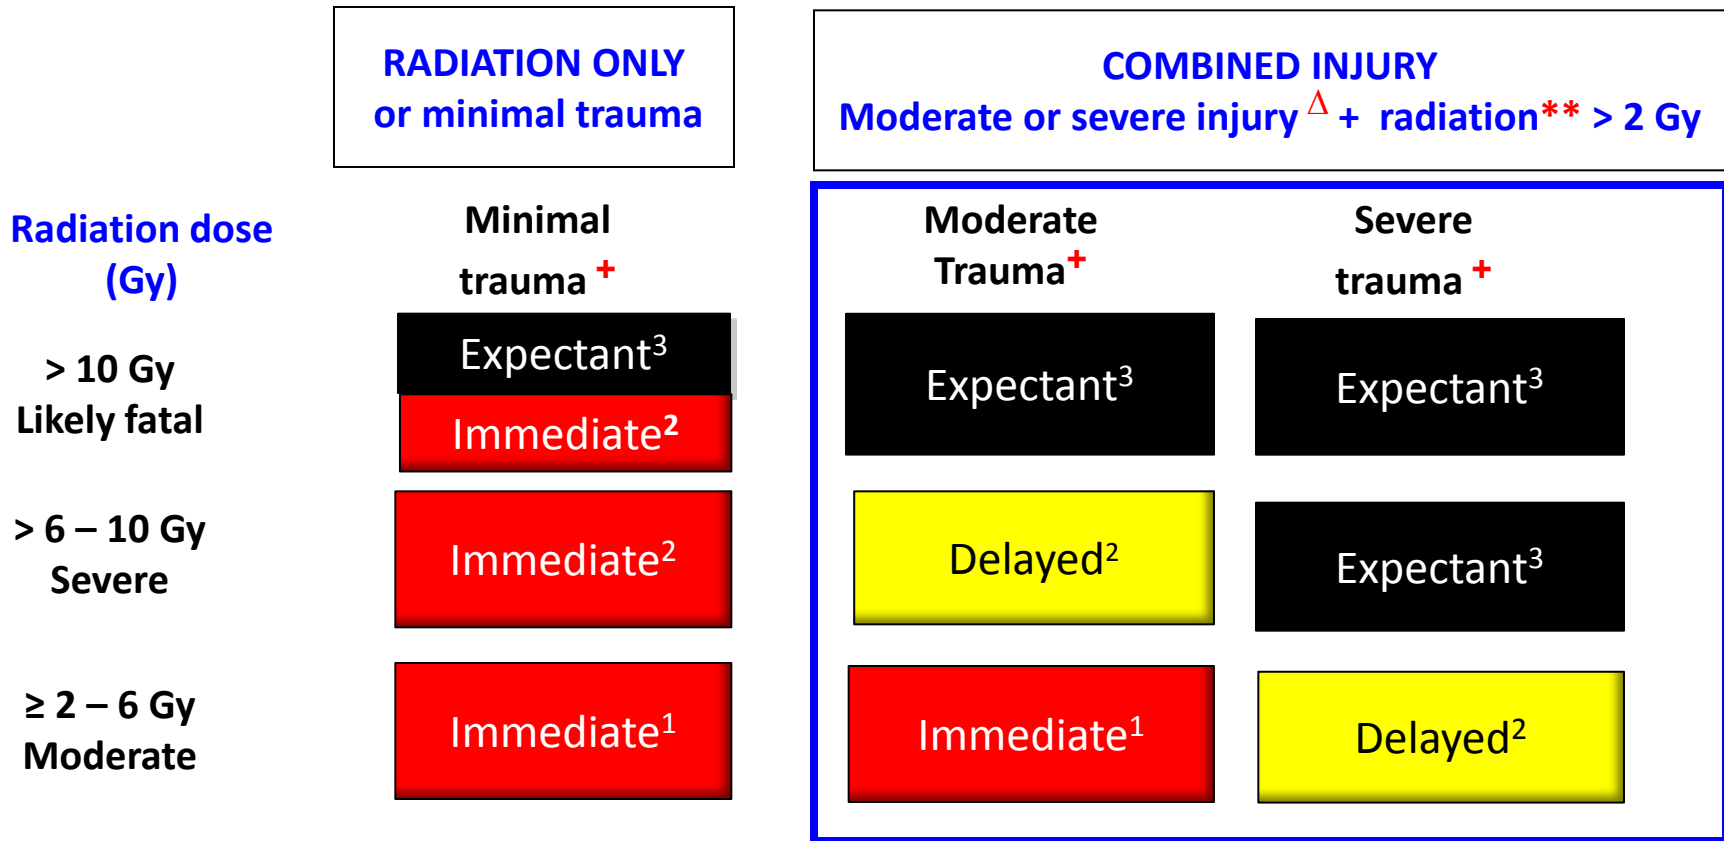 RADIATION ONLY
or minimal trauma
COMBINED INJURY
Moderate or severe injury Δ + radiation** > 2 Gy
Radiation dose
(Gy)
Minimal
trauma +
Moderate
Trauma+
Severe
trauma +
> 10 Gy
Likely fatal
Expectant³
Immediate²
Expectant³
Expectant³
> 6 – 10 Gy
Severe
Immediate²
Delayed²
Expectant³
≥ 2 – 6 Gy
Moderate
Immediate¹
Immediate¹
Delayed²